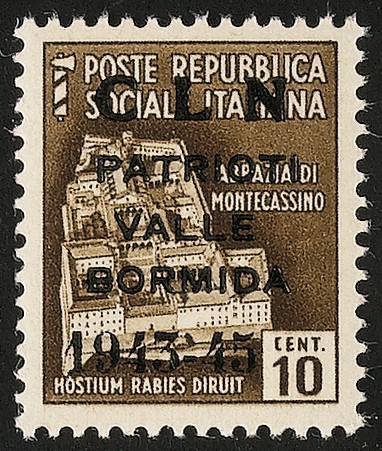 POSTE REPUBBLICA
SOCIALE ITALIANA
C L N
PATRIOTI
ABBAZIA DI
MONTECASSINO
VALLE
BORMIDA
1943-45
CENT.
10
HOSTIUM RABIES DIRUIT